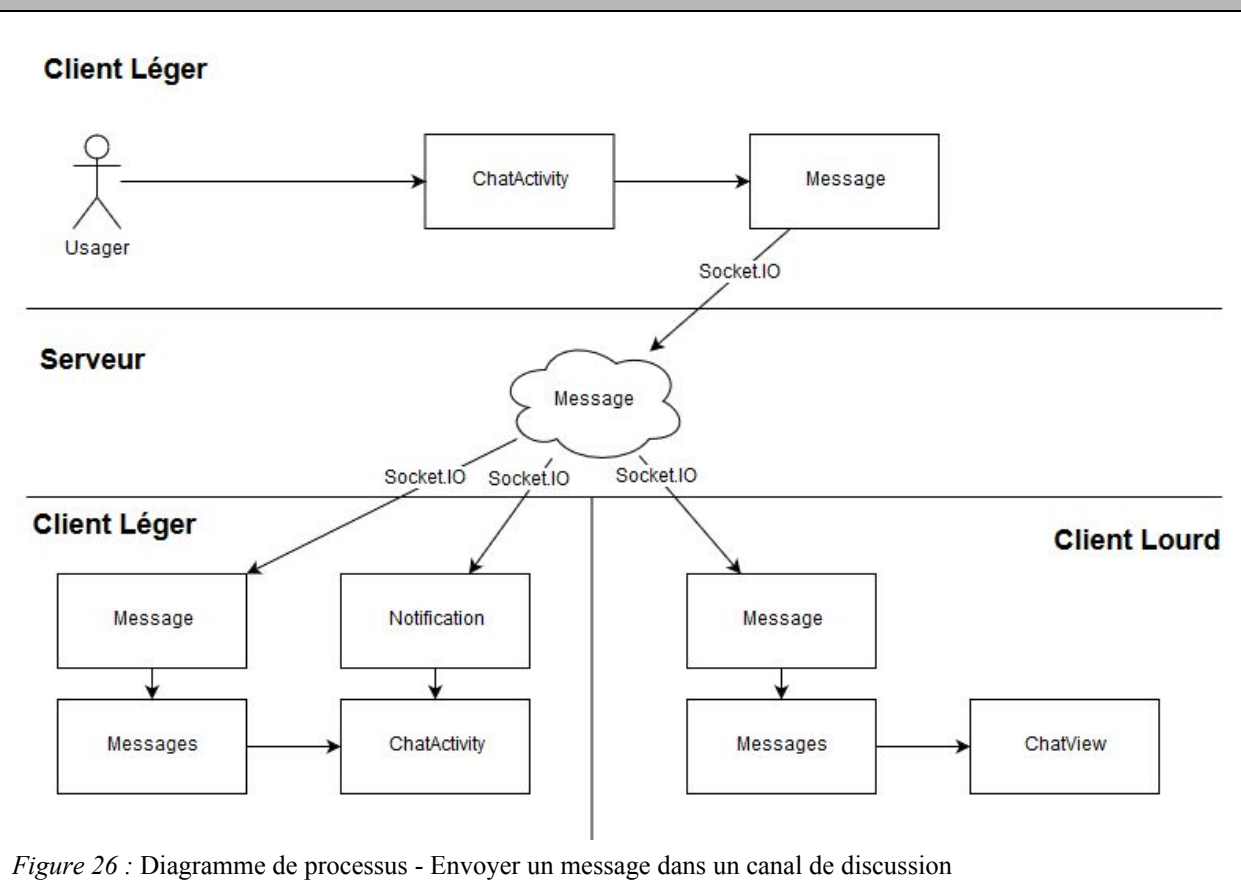 Client Léger
ChatActivity
Message
Usager
Socket.IO
Serveur
Message
Socket.IO
Socket.IO
Socket.IO
Client Léger
Client Lourd
Message
Notification
Message
Messages
ChatActivity
Messages
ChatView
Figure 26 : Diagramme de processus - Envoyer un message dans un canal de discussion